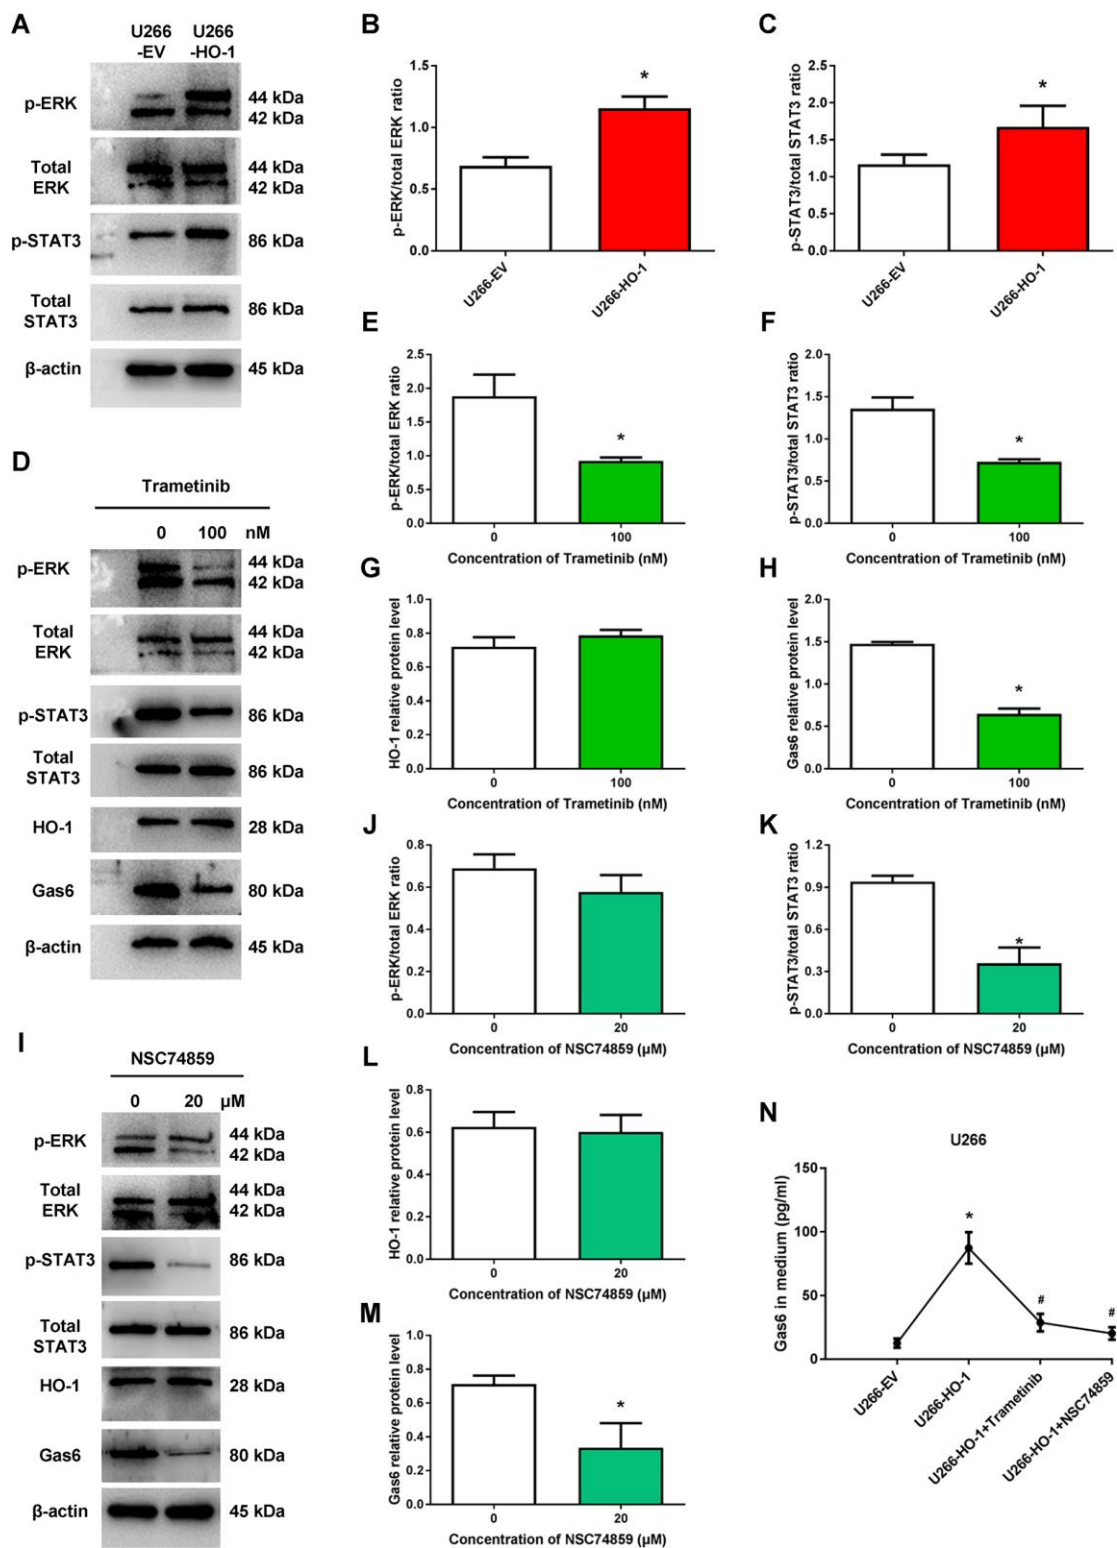 A
U266
-EV
U266
-HO-1
p-ERK
44 kDa
42 kDa
Total
ERK
44 kDa
42 kDa
p-STAT3
86 kDa
Total
STAT3
86 kDa
β-actin
45 kDa
B
p-ERK/total ERK ratio
1.5
1.0
0.5
0.0
*
U266-EV
U266-HO-1
C
p-STAT3/total STAT3 ratio
2.5
2.0
1.5
1.0
0.5
0.0
*
U266-EV
U266-HO-1
D
Trametinib
0 100 nM
p-ERK
44 kDa
42 kDa
Total
ERK
44 kDa
42 kDa
p-STAT3
86 kDa
Total
STAT3
86 kDa
HO-1
28 kDa
Gas6
80 kDa
β-actin
45 kDa
E
p-ERK/total ERK ratio
2.5
2.0
1.5
1.0
0.5
0.0
*
0 100
Concentration of Trametinib (nM)
F
p-STAT3/total STAT3 ratio
2.0
1.5
1.0
0.5
0.0
*
0 100
Concentration of Trametinib (nM)
G
HO-1 relative protein level
1.0
0.8
0.6
0.4
0.2
0.0
0 100
Concentration of Trametinib (nM)
H
Gas6 relative protein level
2.0
1.5
1.0
0.5
0.0
*
0 100
Concentration of Trametinib (nM)
I
NSC74859
0 20 μM
p-ERK
44 kDa
42 kDa
Total
ERK
44 kDa
42 kDa
p-STAT3
86 kDa
Total
STAT3
86 kDa
HO-1
28 kDa
Gas6
80 kDa
β-actin
45 kDa
J
p-ERK/total ERK ratio
0.8
0.6
0.4
0.2
0.0
0 20
Concentration of NSC74859 (μM)
K
p-STAT3/total STAT3 ratio
1.2
0.9
0.6
0.3
0.0
*
0 20
Concentration of NSC74859 (μM)
L
HO-1 relative protein level
0.8
0.6
0.4
0.2
0.0
0 20
Concentration of NSC74859 (μM)
M
Gas6 relative protein level
1.0
0.8
0.6
0.4
0.2
0.0
*
0 20
Concentration of NSC74859 (μM)
N
U266
Gas6 in medium (pg/ml)
150
100
50
0
*
#
#
U266-EV
U266-HO-1
U266-HO-1+Trametinib
U266-HO-1+NSC74859